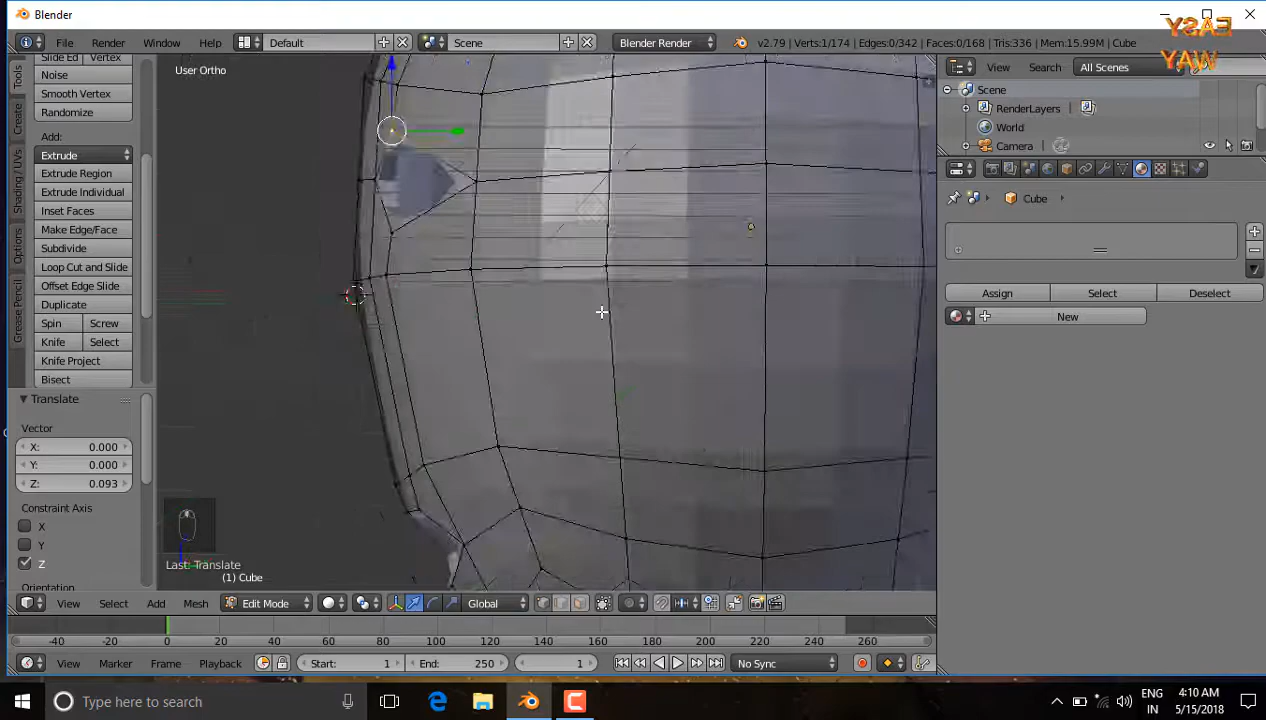 Blender
EASY
WAY
File Render Window Help Default Scene Blender Render v2.79 | Verts:1/174 | Edges:0/342 | Faces:0/168 | Tris:336 | Mem:15.99M | Cube
Tools
Create
Shading / UVs
Options
Grease Pencil
Slide Ed Vertex
Noise
Smooth Vertex
Randomize
Add:
Extrude
Extrude Region
Extrude Individual
Inset Faces
Make Edge/Face
Subdivide
Loop Cut and Slide
Offset Edge Slide
Duplicate
Spin Screw
Knife Select
Knife Project
Bisect
Translate
Vector
X: 0.000
Y: 0.000
Z: 0.093
Constraint Axis
X
Y
Z
Orientation
User Ortho
Last: Translate
(1) Cube
View Search All Scenes
Scene
RenderLayers
World
Camera
Cube
Assign Select Deselect
New
View Select Add Mesh Edit Mode Global
-40 -20 0 20 40 60 80 100 120 140 160 180 200 220 240 260
View Marker Frame Playback Start: 1 End: 250 1 No Sync
Type here to search
ENG
IN
4:10 AM
5/15/2018